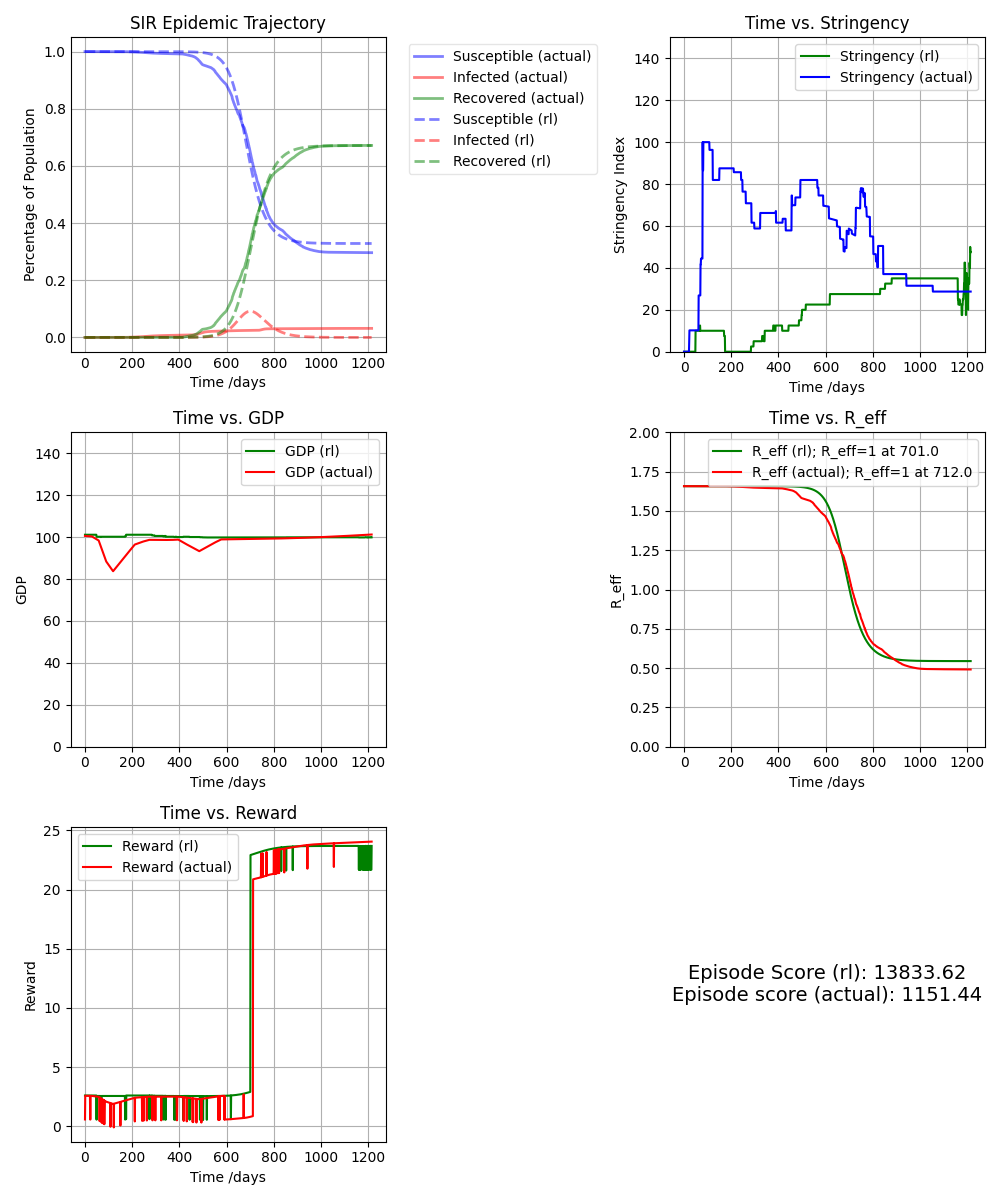 SIR Epidemic Trajectory
1.0
0.8
0.6
0.4
0.2
0.0
Percentage of Population
0 200 400 600 800 1000 1200
Time /days
Susceptible (actual)
Infected (actual)
Recovered (actual)
Susceptible (rl)
Infected (rl)
Recovered (rl)
Time vs. Stringency
140
120
100
80
60
40
20
0
Stringency Index
Stringency (rl)
Stringency (actual)
0 200 400 600 800 1000 1200
Time /days
Time vs. GDP
140
120
100
80
60
40
20
0
GDP
GDP (rl)
GDP (actual)
0 200 400 600 800 1000 1200
Time /days
Time vs. R_eff
2.00
1.75
1.50
1.25
1.00
0.75
0.50
0.25
0.00
R_eff
R_eff (rl); R_eff=1 at 701.0
R_eff (actual); R_eff=1 at 712.0
0 200 400 600 800 1000 1200
Time /days
Time vs. Reward
25
20
15
10
5
0
Reward
Reward (rl)
Reward (actual)
0 200 400 600 800 1000 1200
Time /days
Episode Score (rl): 13833.62
Episode score (actual): 1151.44